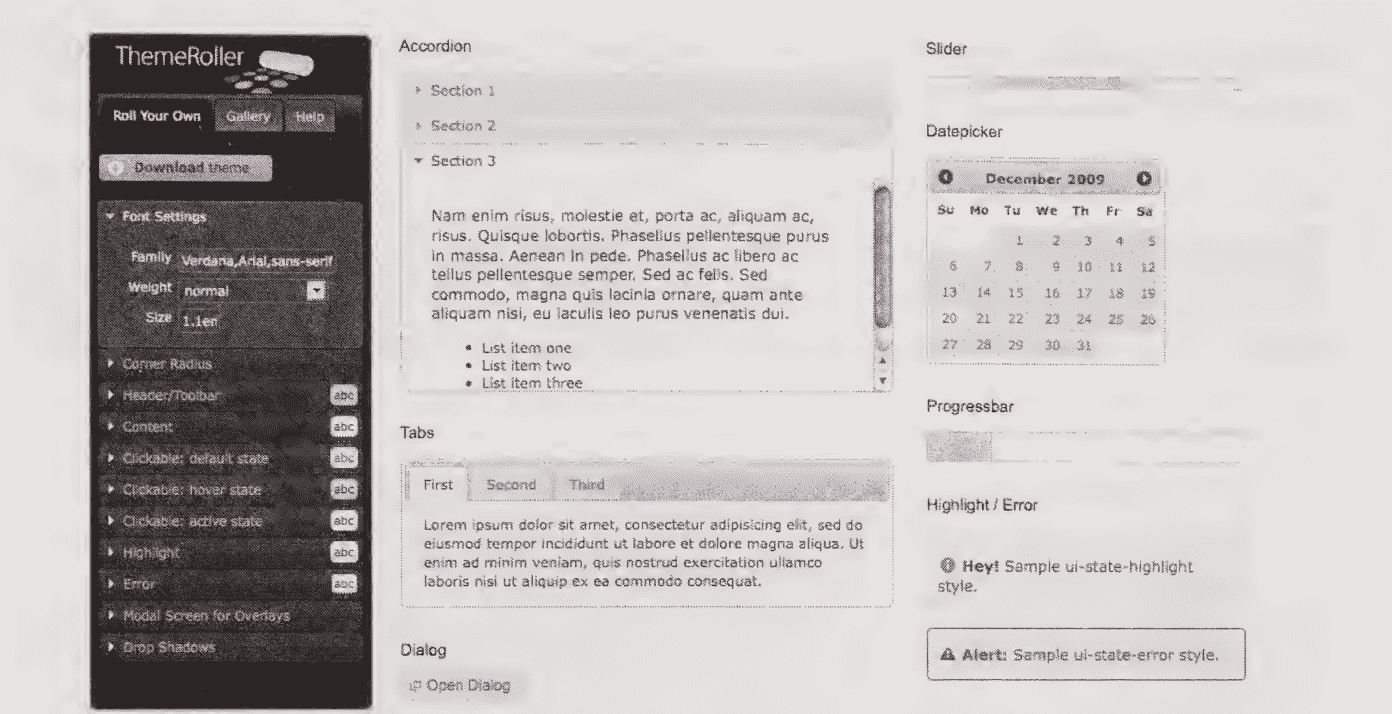 ThemeRoller
Roll Your Own
Gallery
Help
Download theme
Font Settings
Family Verdana,Arial,sans-serif
Weight normal
Size 1.1em
Corner Radius
Header/Toolbar abc
Content abc
Clickable: default state abc
Clickable: hover state abc
Clickable: active state abc
Highlight abc
Error abc
Modal Screen for Overlays
Drop Shadows
Accordion
Section 1
Section 2
Section 3
Nam enim risus, molestie et, porta ac, aliquam ac,
risus. Quisque lobortis. Phasellus pellentesque purus
in massa. Aenean in pede. Phasellus ac libero ac
tellus pellentesque semper. Sed ac felis. Sed
commodo, magna quis lacinia ornare, quam ante
aliquam nisi, eu iaculis leo purus venenatis dui.
• List item one
• List item two
• List item three
Tabs
First Second Third
Lorem ipsum dolor sit amet, consectetur adipisicing elit, sed do
eiusmod tempor incididunt ut labore et dolore magna aliqua. Ut
enim ad minim veniam, quis nostrud exercitation ullamco
laboris nisi ut aliquip ex ea commodo consequat.
Dialog
Open Dialog
Slider
Datepicker
December 2009
Su Mo Tu We Th Fr Sa
1 2 3 4 5
6 7 8 9 10 11 12
13 14 15 16 17 18 19
20 21 22 23 24 25 26
27 28 29 30 31
Progressbar
Highlight / Error
Hey! Sample ui-state-highlight
style.
Alert: Sample ui-state-error style.